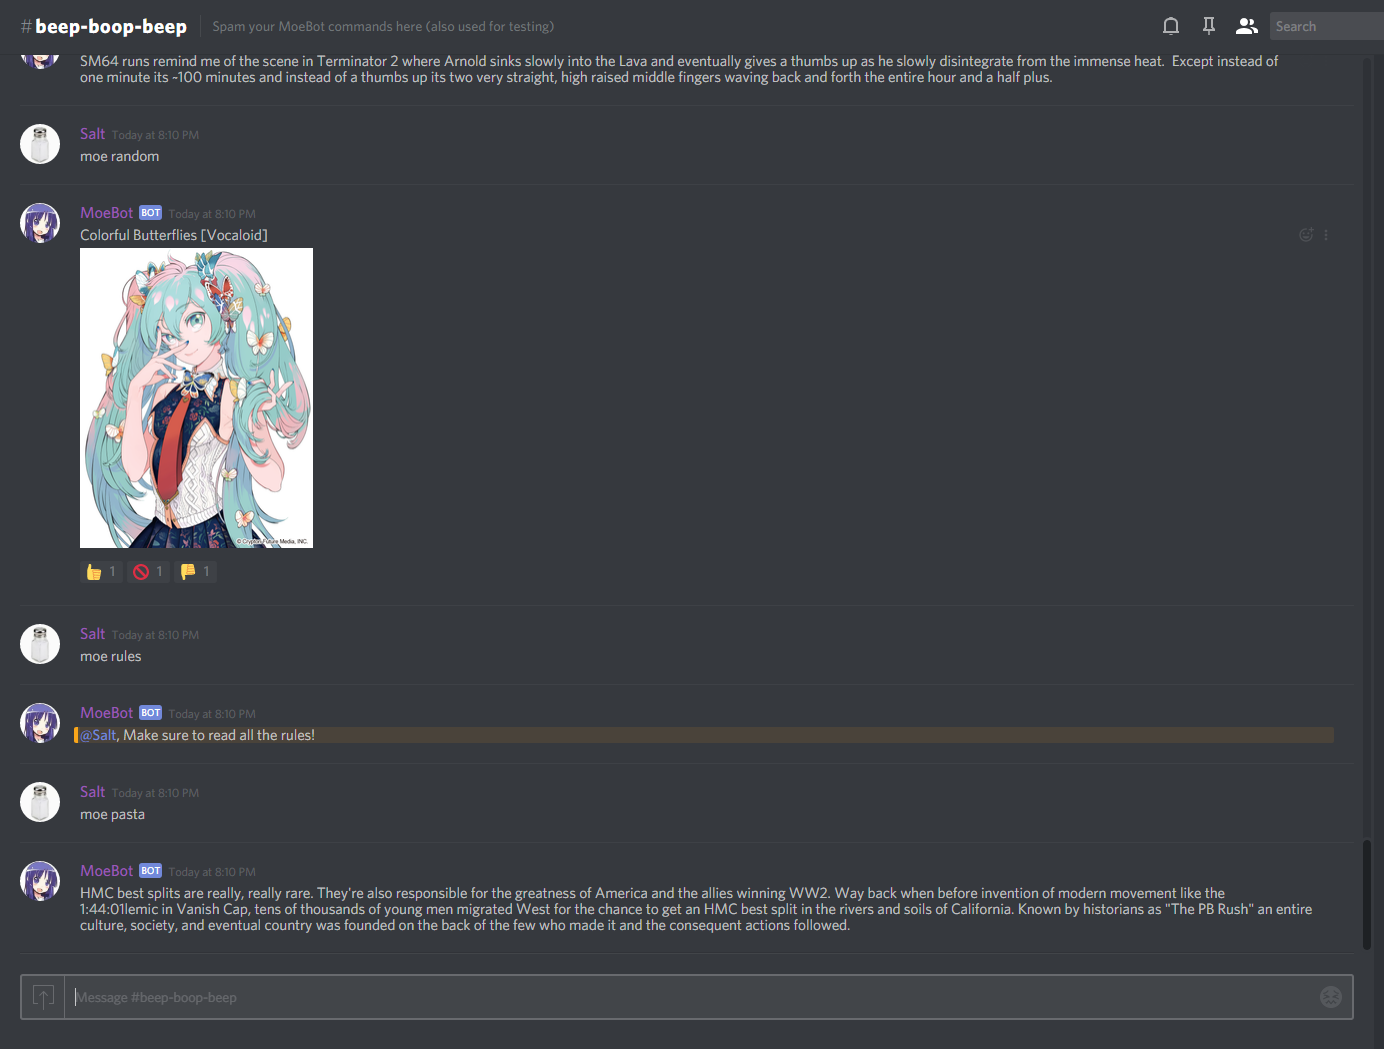 #beep-boop-beep
Spam your MoeBot commands here (also used for testing)
Search
SM64 runs remind me of the scene in Terminator 2 where Arnold sinks slowly into the Lava and eventually gives a thumbs up as he slowly disintegrate from the immense heat.  Except instead of
one minute its ~100 minutes and instead of a thumbs up its two very straight, high raised middle fingers waving back and forth the entire hour and a half plus.
Salt Today at 8:10 PM
moe random
MoeBot BOT Today at 8:10 PM
Colorful Butterflies [Vocaloid]
© Crypton Future Media, INC.
1 1 1
Salt Today at 8:10 PM
moe rules
MoeBot BOT Today at 8:10 PM
@Salt, Make sure to read all the rules!
Salt Today at 8:10 PM
moe pasta
MoeBot BOT Today at 8:10 PM
HMC best splits are really, really rare. They're also responsible for the greatness of America and the allies winning WW2. Way back when before invention of modern movement like the
1:44:01lemic in Vanish Cap, tens of thousands of young men migrated West for the chance to get an HMC best split in the rivers and soils of California. Known by historians as "The PB Rush" an entire
culture, society, and eventual country was founded on the back of the few who made it and the consequent actions followed.
Message #beep-boop-beep